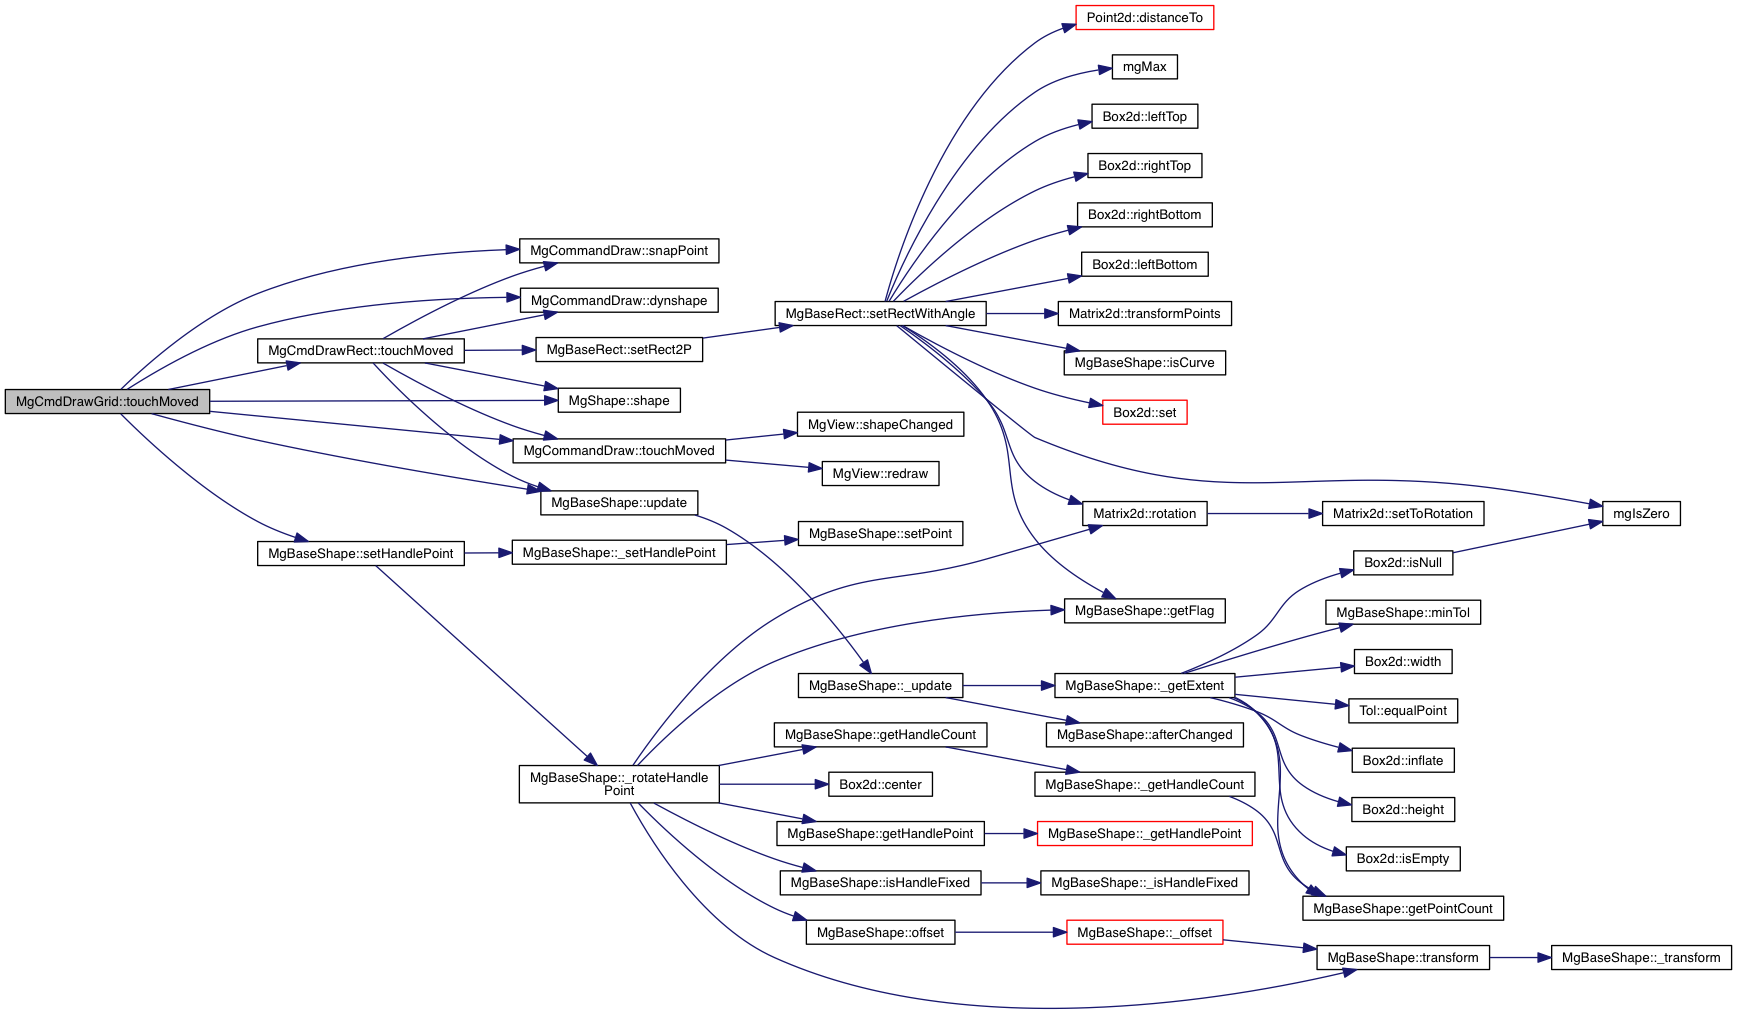 Point2d::distanceTo
mgMax
Box2d::leftTop
Box2d::rightTop
Box2d::rightBottom
MgCommandDraw::snapPoint
Box2d::leftBottom
MgCommandDraw::dynshape
MgBaseRect::setRectWithAngle
Matrix2d::transformPoints
MgCmdDrawRect::touchMoved
MgBaseRect::setRect2P
MgBaseShape::isCurve
MgCmdDrawGrid::touchMoved
MgShape::shape
Box2d::set
MgView::shapeChanged
MgCommandDraw::touchMoved
MgView::redraw
MgBaseShape::update
Matrix2d::rotation
Matrix2d::setToRotation
mgIsZero
MgBaseShape::setPoint
MgBaseShape::setHandlePoint
MgBaseShape::_setHandlePoint
Box2d::isNull
MgBaseShape::getFlag
MgBaseShape::minTol
Box2d::width
MgBaseShape::_update
MgBaseShape::_getExtent
Tol::equalPoint
MgBaseShape::getHandleCount
MgBaseShape::afterChanged
Box2d::inflate
MgBaseShape::_rotateHandle
Point
Box2d::center
MgBaseShape::_getHandleCount
Box2d::height
MgBaseShape::getHandlePoint
MgBaseShape::_getHandlePoint
Box2d::isEmpty
MgBaseShape::isHandleFixed
MgBaseShape::_isHandleFixed
MgBaseShape::getPointCount
MgBaseShape::offset
MgBaseShape::_offset
MgBaseShape::transform
MgBaseShape::_transform